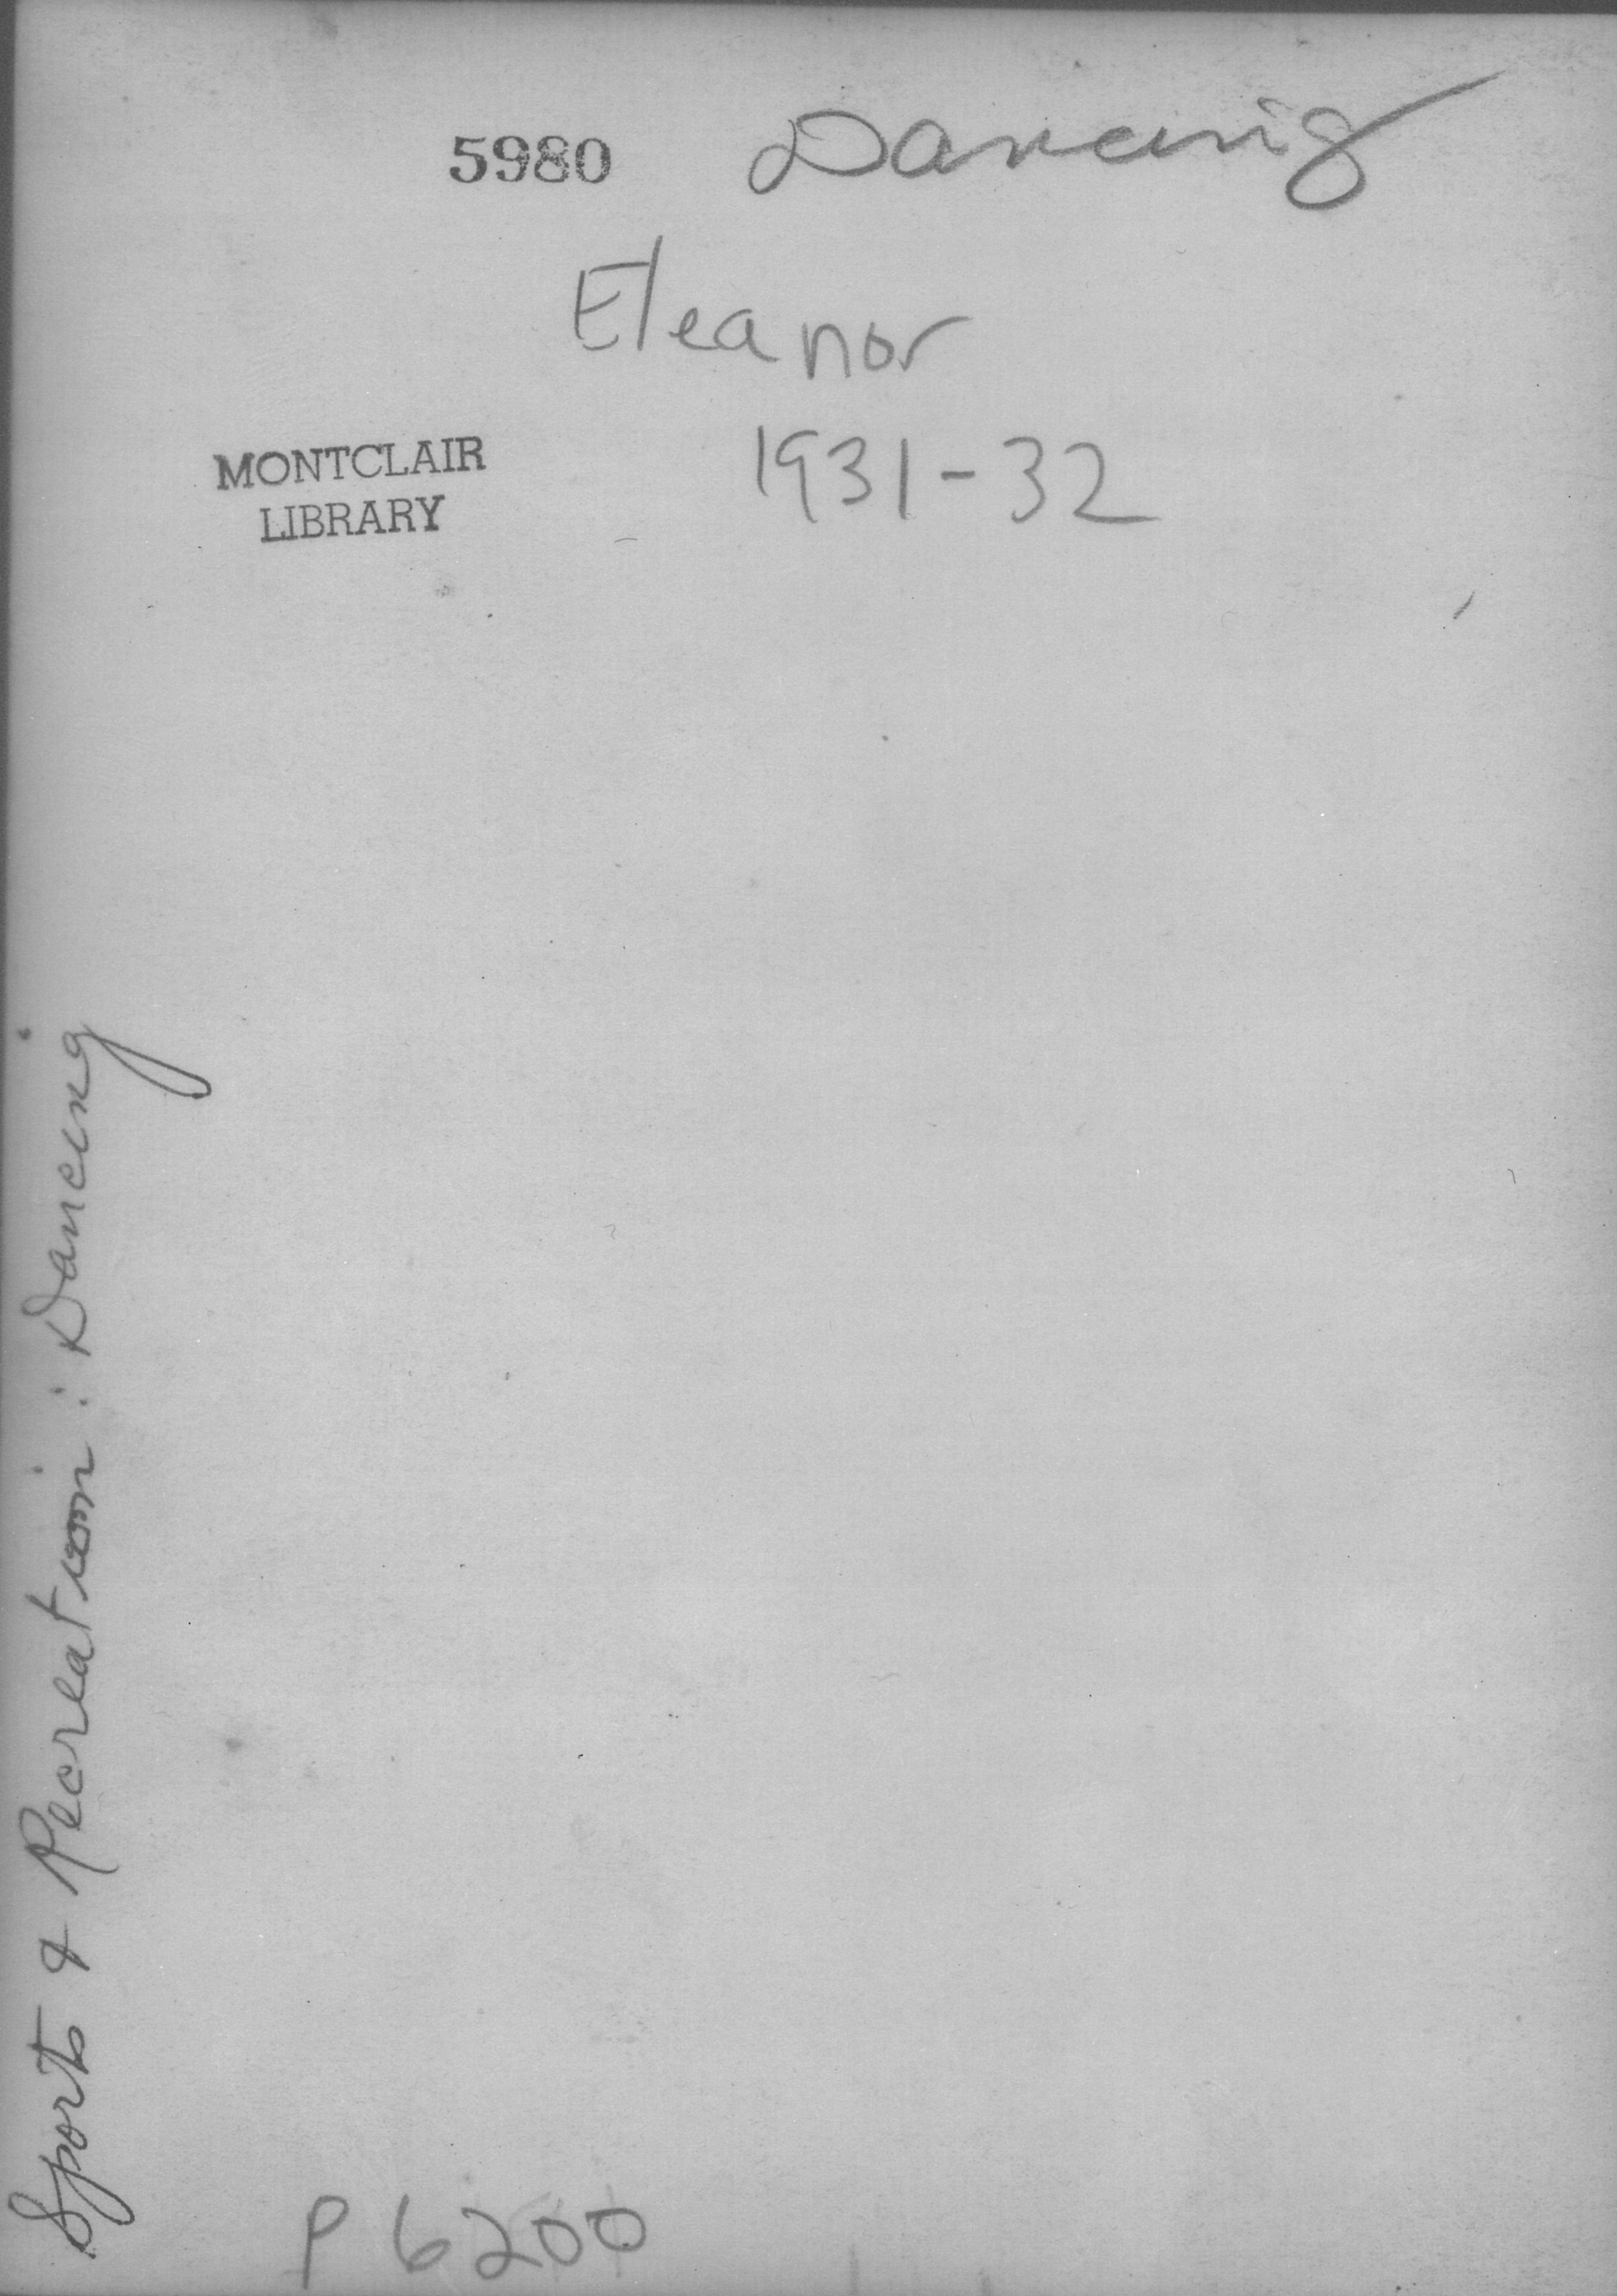 5980 Dancing
Eleanor
1931-32
MONTCLAIR
LIBRARY
Sports & Recreation: Dancing
P 6200